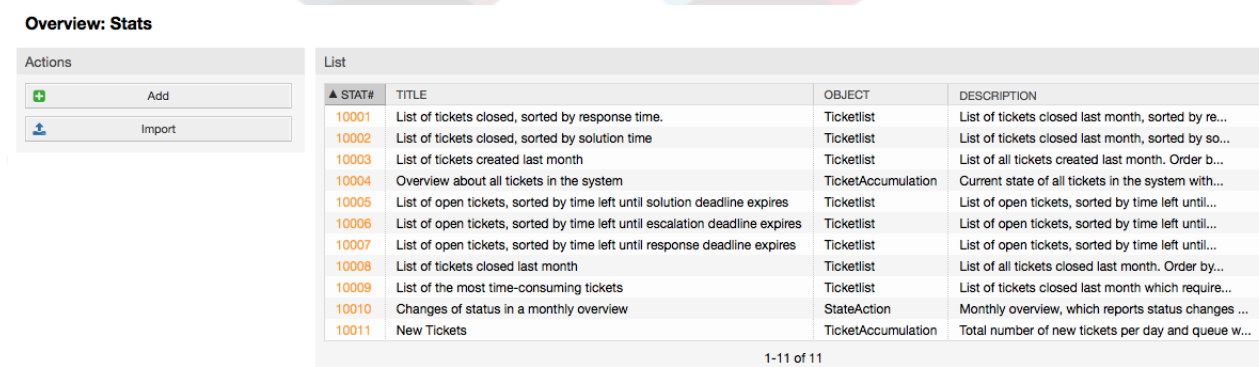 Overview: Stats
Actions
Add
Import
List
▲ STAT# TITLE OBJECT DESCRIPTION
10001 List of tickets closed, sorted by response time. Ticketlist List of tickets closed last month, sorted by re...
10002 List of tickets closed, sorted by solution time Ticketlist List of tickets closed last month, sorted by so...
10003 List of tickets created last month Ticketlist List of all tickets created last month. Order b...
10004 Overview about all tickets in the system TicketAccumulation Current state of all tickets in the system with...
10005 List of open tickets, sorted by time left until solution deadline expires Ticketlist List of open tickets, sorted by time left until...
10006 List of open tickets, sorted by time left until escalation deadline expires Ticketlist List of open tickets, sorted by time left until...
10007 List of open tickets, sorted by time left until response deadline expires Ticketlist List of open tickets, sorted by time left until...
10008 List of tickets closed last month Ticketlist List of all tickets closed last month. Order by...
10009 List of the most time-consuming tickets Ticketlist List of tickets closed last month which require...
10010 Changes of status in a monthly overview StateAction Monthly overview, which reports status changes ...
10011 New Tickets TicketAccumulation Total number of new tickets per day and queue w...
1-11 of 11